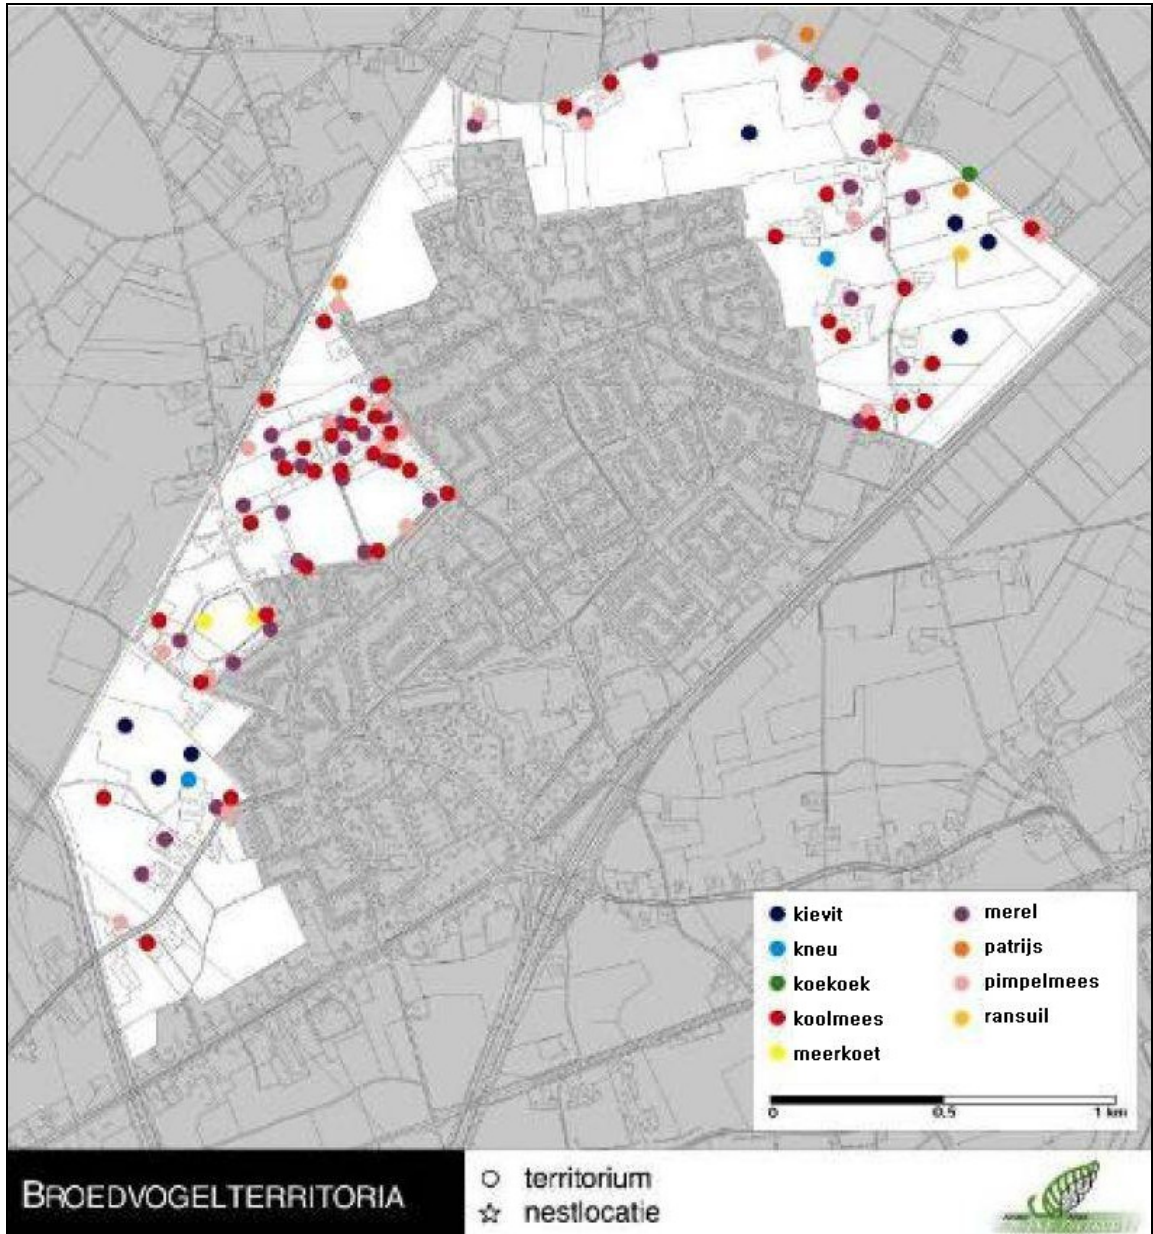 kievit
kneu
koekoek
koolmees
meerkoet
merel
patrijs
pimpelmees
ransuil
0 0.5 1 km
BROEDVOGELTERRITORIA
territorium
nestlocatie